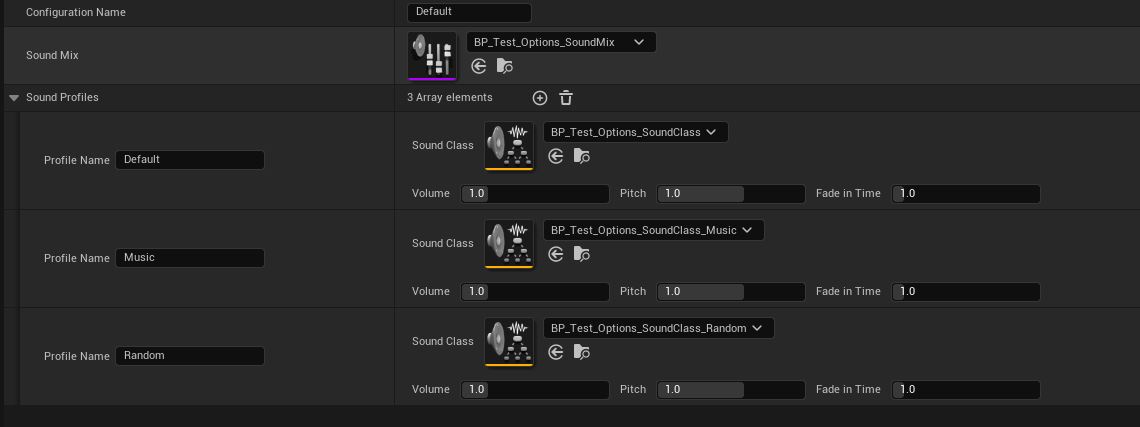 Configuration Name Default
Sound Mix BP_Test_Options_SoundMix
Sound Profiles 3 Array elements
Profile Name Default Sound Class BP_Test_Options_SoundClass
Volume 1.0 Pitch 1.0 Fade in Time 1.0
Profile Name Music Sound Class BP_Test_Options_SoundClass_Music
Volume 1.0 Pitch 1.0 Fade in Time 1.0
Profile Name Random Sound Class BP_Test_Options_SoundClass_Random
Volume 1.0 Pitch 1.0 Fade in Time 1.0